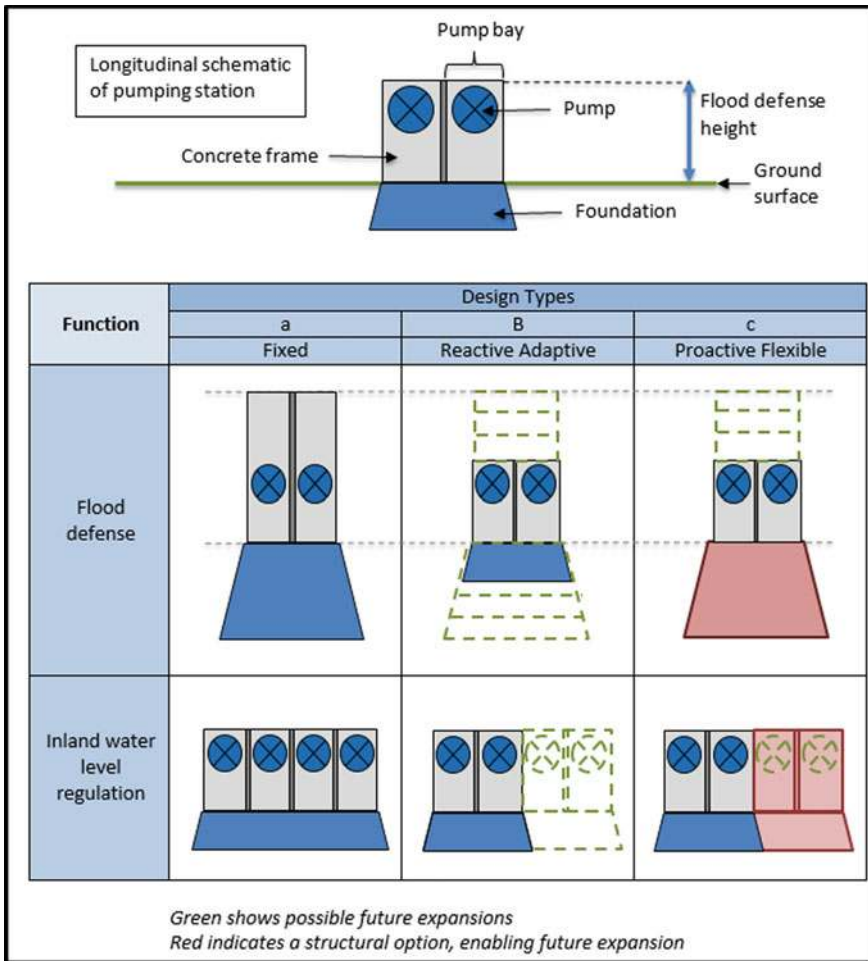 Pump bay
Longitudinal schematic
of pumping station
Pump
Flood defense
height
Concrete frame
Ground
surface
Foundation
Function
Design Types
a
B
c
Fixed
Reactive Adaptive
Proactive Flexible
Flood
defense
Inland water
level
regulation
Green shows possible future expansions
Red indicates a structural option, enabling future expansion